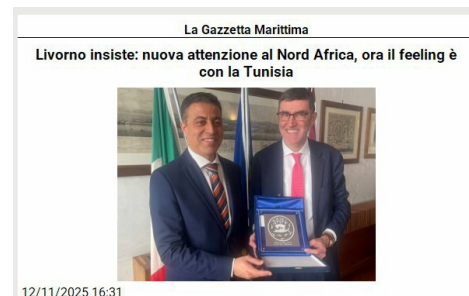 La Gazzetta Marittima
Livorno insiste: nuova attenzione al Nord Africa, ora il feeling è
con la Tunisia
12/11/2025 16:31